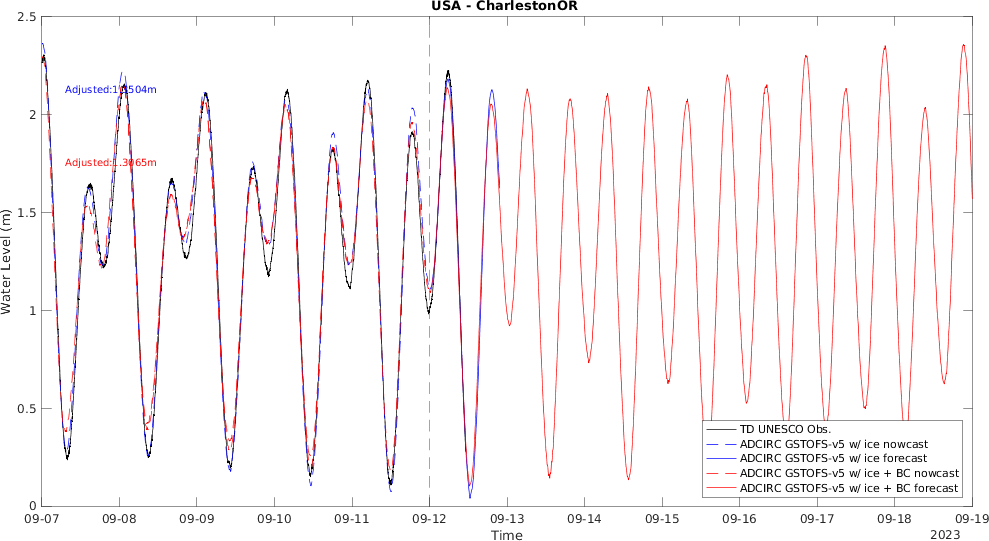 USA - CharlestonOR
2.5
2
1.5
1
0.5
0
Water Level (m)
Adjusted:1.3065m
TD UNESCO Obs.
ADCIRC GSTOFS-v5 w/ ice nowcast
ADCIRC GSTOFS-v5 w/ ice forecast
ADCIRC GSTOFS-v5 w/ ice + BC nowcast
ADCIRC GSTOFS-v5 w/ ice + BC forecast
09-07 09-08 09-09 09-10 09-11 09-12 09-13 09-14 09-15 09-16 09-17 09-18 09-19
Time
2023